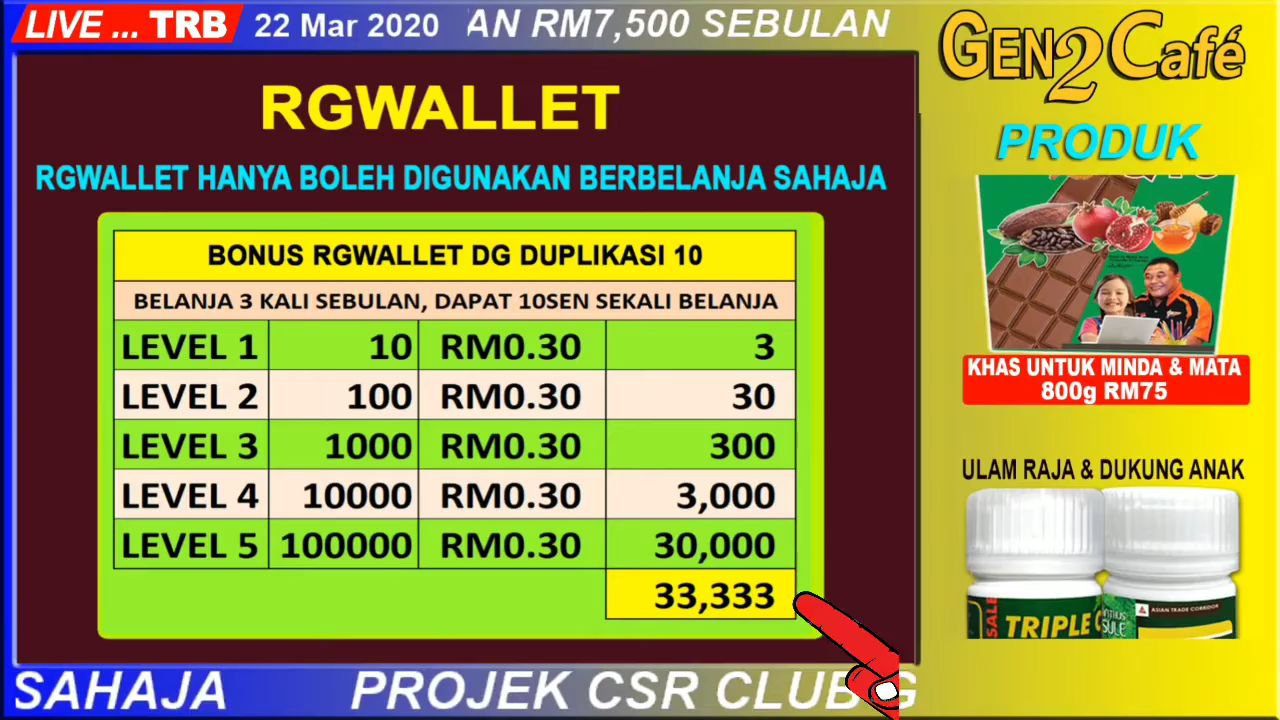 LIVE ... TRB 22 Mar 2020 AN RM7,500 SEBULAN
GEN2Café
RGWALLET
RGWALLET HANYA BOLEH DIGUNAKAN BERBELANJA SAHAJA
BONUS RGWALLET DG DUPLIKASI 10
BELANJA 3 KALI SEBULAN, DAPAT 10SEN SEKALI BELANJA
LEVEL 1 10 RM0.30 3
LEVEL 2 100 RM0.30 30
LEVEL 3 1000 RM0.30 300
LEVEL 4 10000 RM0.30 3,000
LEVEL 5 100000 RM0.30 30,000
33,333
PRODUK
KHAS UNTUK MINDA & MATA
800g RM75
ULAM RAJA & DUKUNG ANAK
SALE
TRIPLE
ASIAN TRADE CORRIDOR
SULE
SAHAJA PROJEK CSR CLUB G